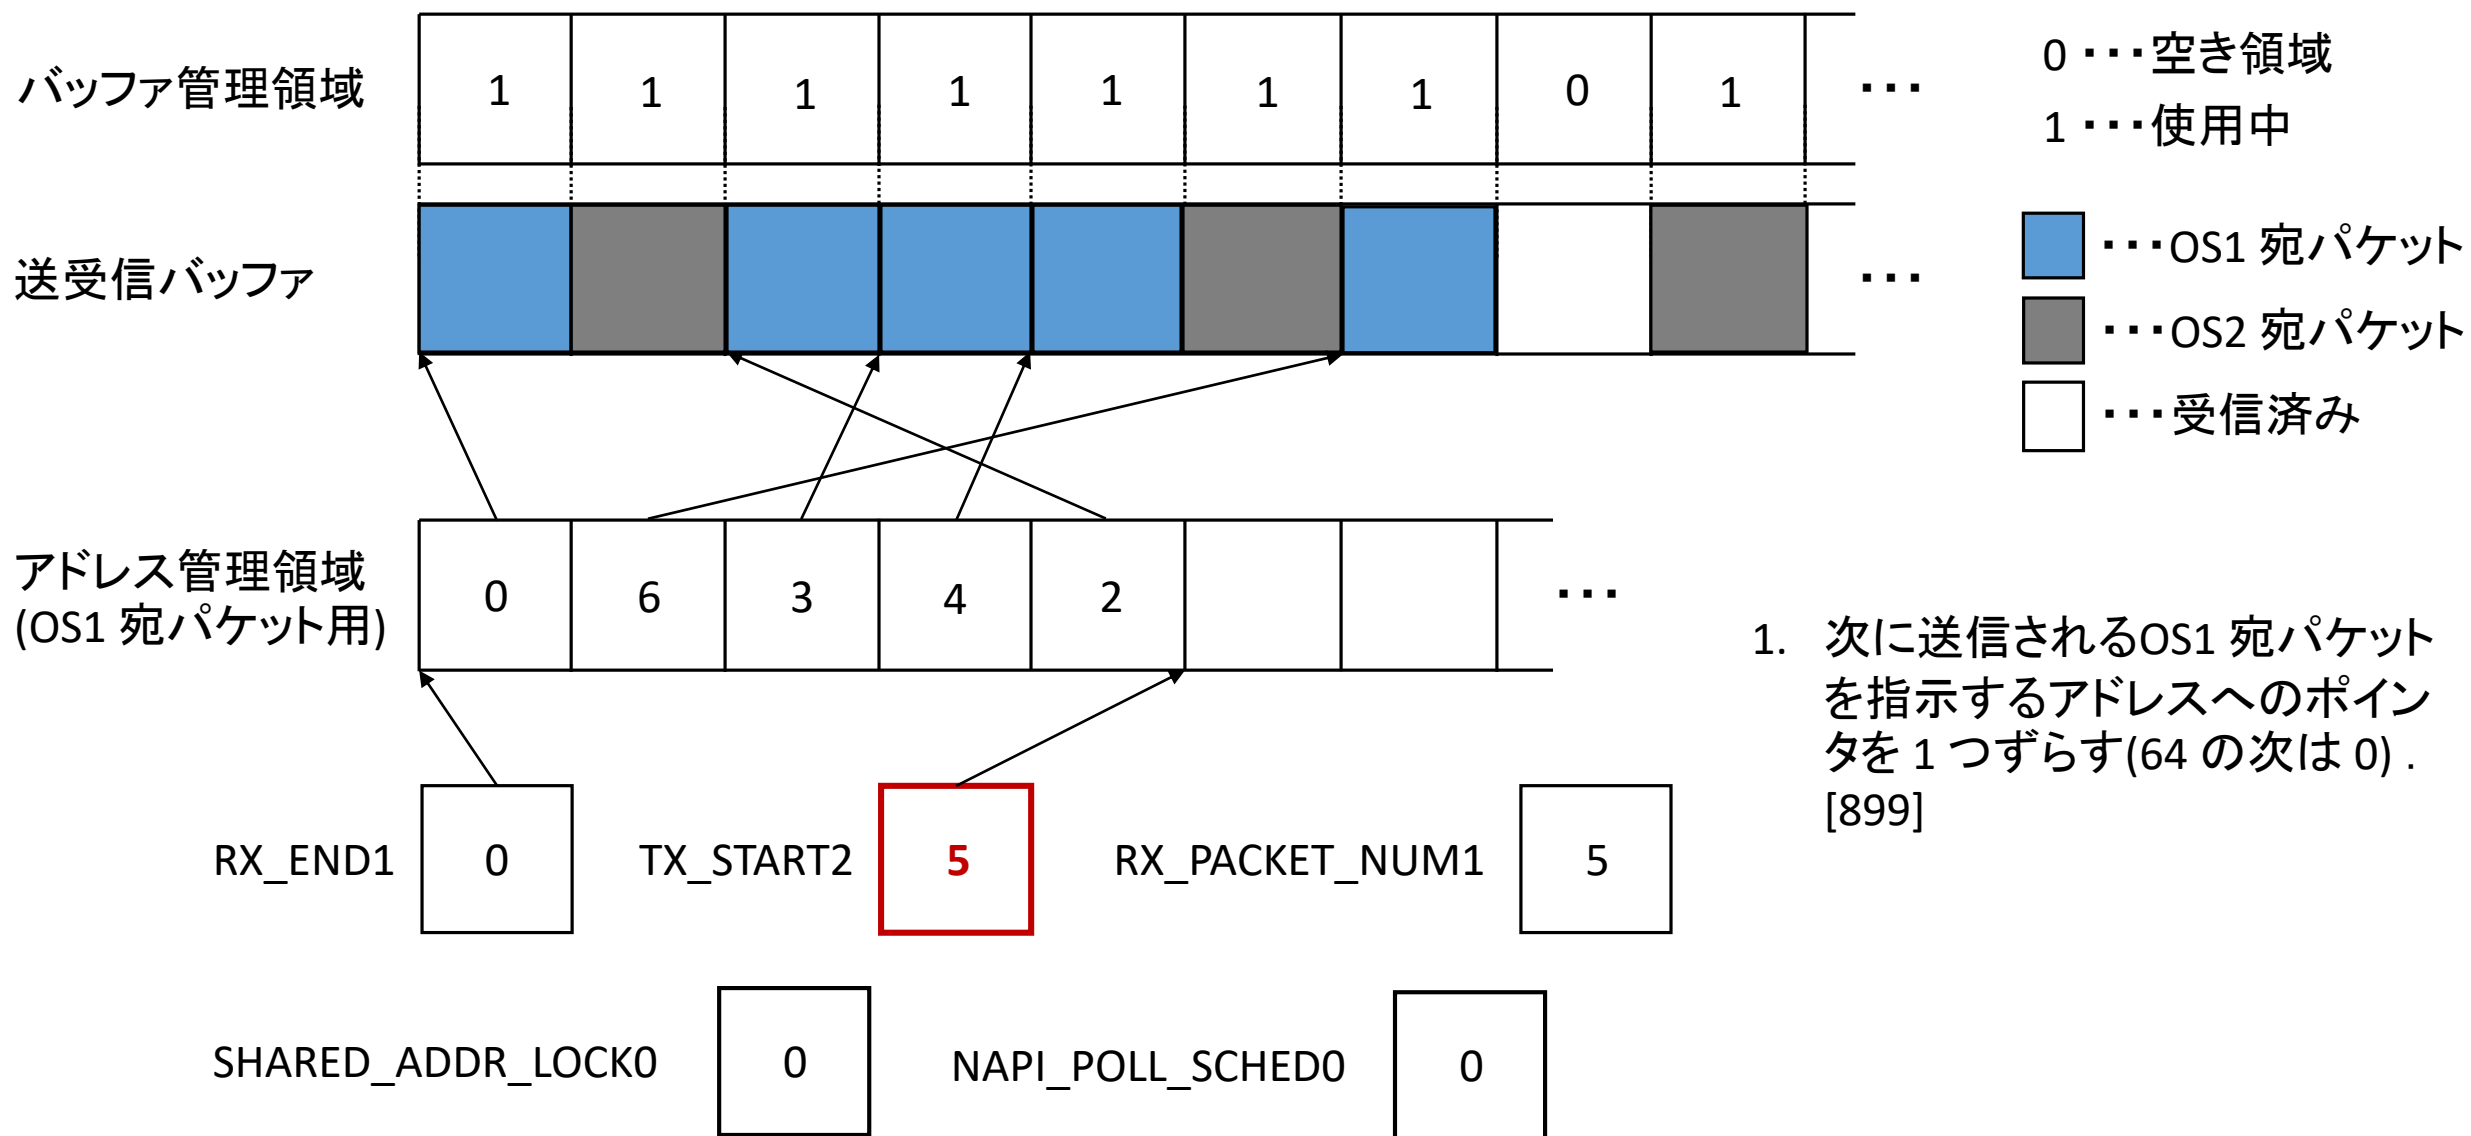 バッファ管理領域
1 1 1 1 1 1 1 0 1 ・・・
0 ・・・空き領域
1 ・・・使用中
送受信バッファ
・・・
・・・OS1 宛パケット
・・・OS2 宛パケット
・・・受信済み
アドレス管理領域
(OS1 宛パケット用)
0 6 3 4 2 ・・・
1. 次に送信されるOS1 宛パケット
を指示するアドレスへのポイン
タを 1 つずらす(64 の次は 0) .
[899]
RX_END1 0 TX_START2 5 RX_PACKET_NUM1 5
SHARED_ADDR_LOCK0 0 NAPI_POLL_SCHED0 0